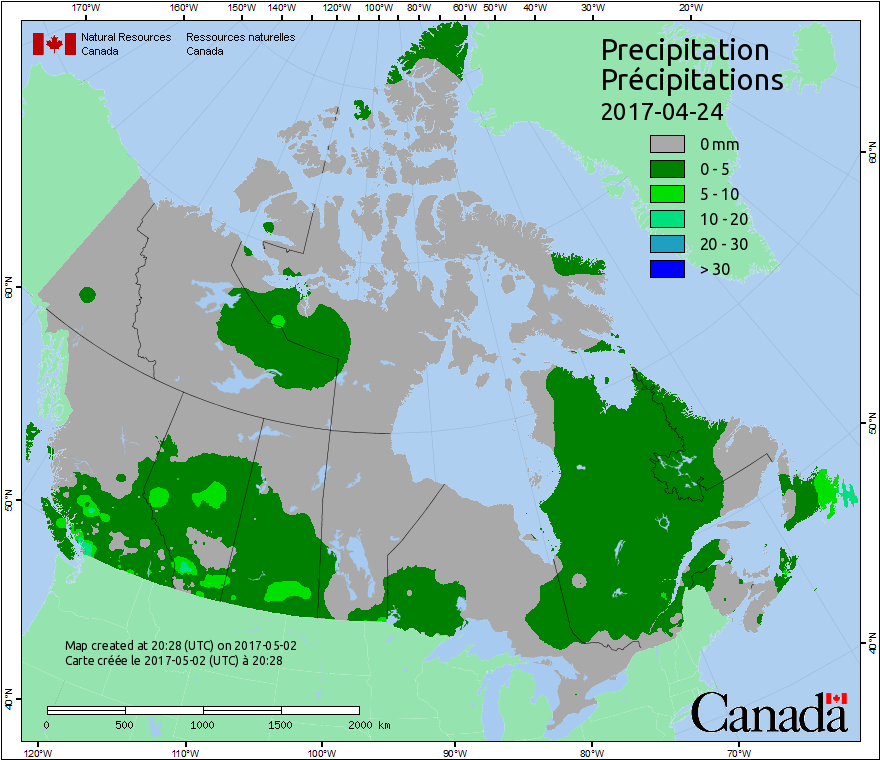 170°W 160°W 150°W 140°W 120°W 100°W 80°W 60°W 50°W 40°W 30°W 20°W
Natural Resources Ressources naturelles
Canada Canada
Precipitation
Précipitations
2017-04-24
0 mm
0 - 5
5 - 10
10 - 20
20 - 30
> 30
60°N
50°N
40°N
60°N
50°N
40°N
Map created at 20:28 (UTC) on 2017-05-02
Carte créée le 2017-05-02 (UTC) à 20:28
0 500 1000 1500 2000 km
Canada
120°W 110°W 100°W 90°W 80°W 70°W